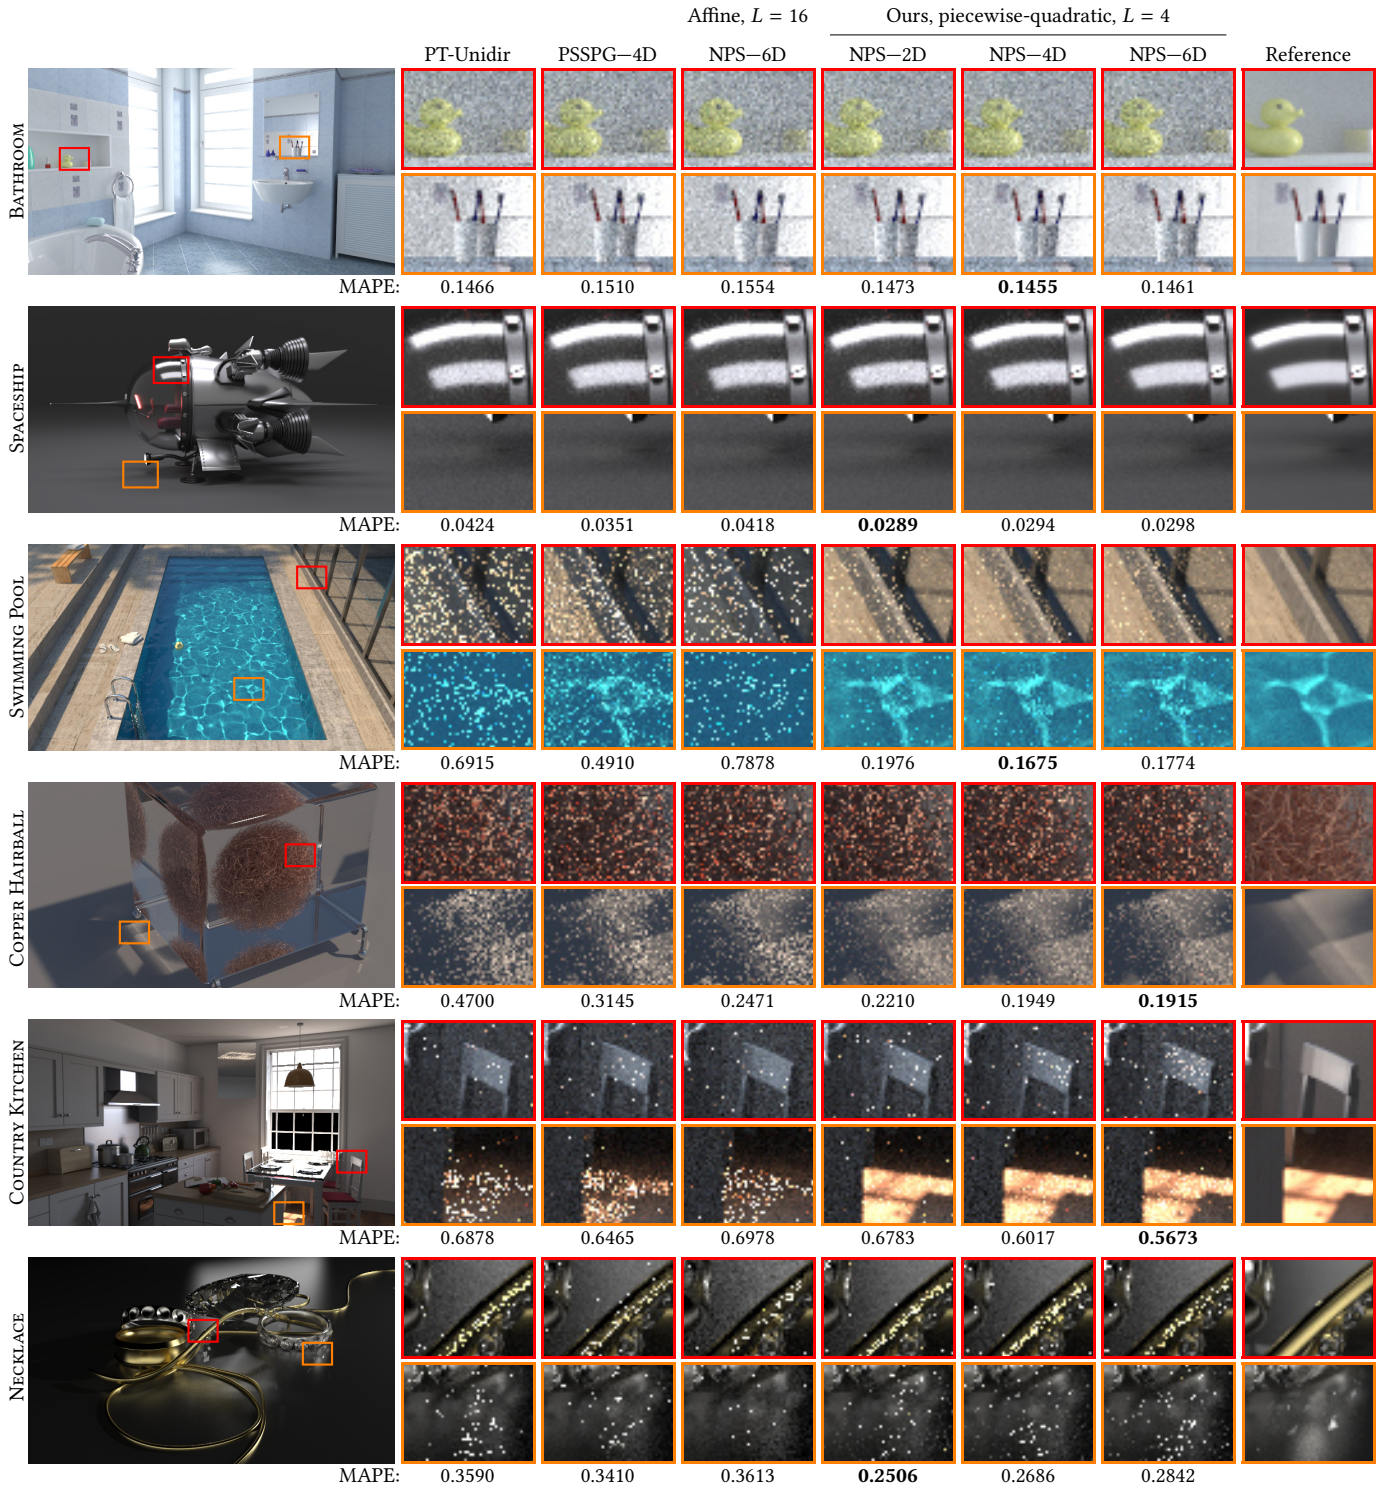 Affine, L = 16 Ours, piecewise-quadratic, L = 4
PT-Unidir PSSPG—4D NPS—6D NPS—2D NPS—4D NPS—6D Reference
BATHROOM
MAPE: 0.1466 0.1510 0.1554 0.1473 0.1455 0.1461
SPACESHIP
MAPE: 0.0424 0.0351 0.0418 0.0289 0.0294 0.0298
SWIMMING POOL
MAPE: 0.6915 0.4910 0.7878 0.1976 0.1675 0.1774
COPPER HAIRBALL
MAPE: 0.4700 0.3145 0.2471 0.2210 0.1949 0.1915
COUNTRY KITCHEN
MAPE: 0.6878 0.6465 0.6978 0.6783 0.6017 0.5673
NECKLACE
MAPE: 0.3590 0.3410 0.3613 0.2506 0.2686 0.2842